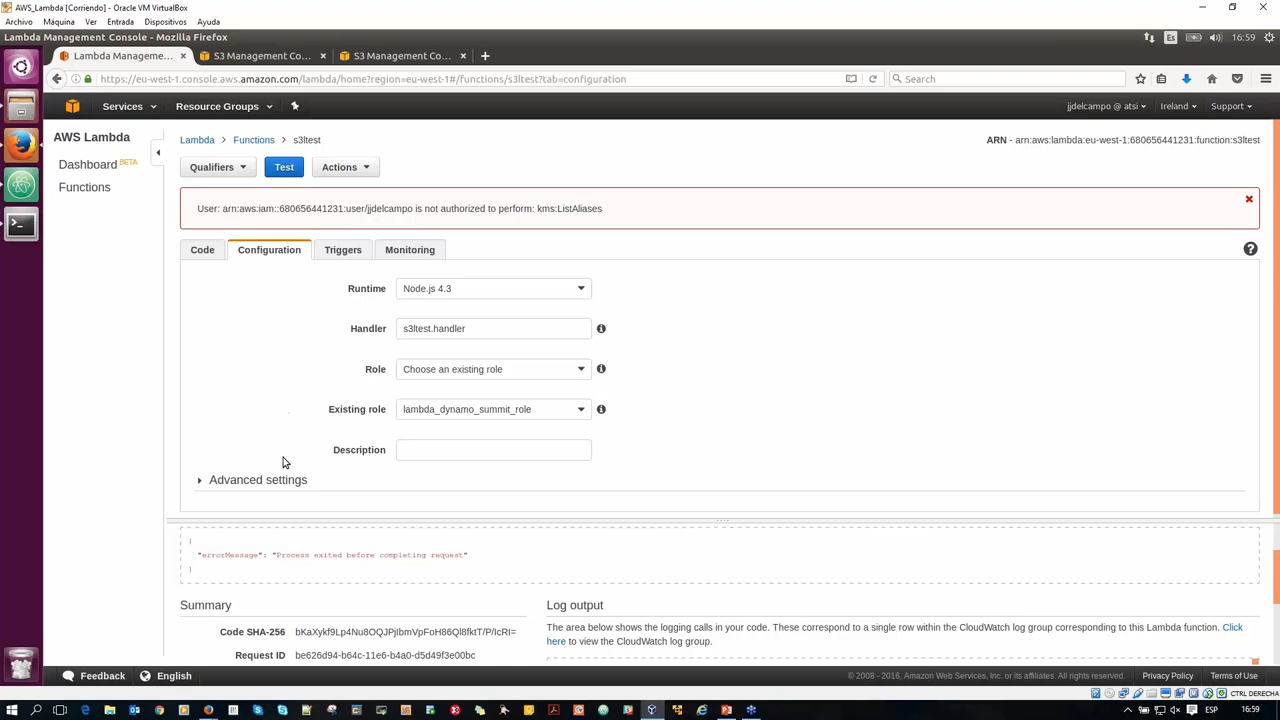 AWS_Lambda [Corriendo] - Oracle VM VirtualBox
Archivo Máquina Ver Entrada Dispositivos Ayuda
Lambda Management Console - Mozilla Firefox
Es 16:59
Lambda Manageme... S3 Management Co... S3 Management Co...
https://eu-west-1.console.aws.amazon.com/lambda/home?region=eu-west-1#/functions/s3ltest?tab=configuration
Search
Services Resource Groups jjdelcampo @ atsi Ireland Support
AWS Lambda
Dashboard BETA
Functions
Lambda > Functions > s3ltest
ARN - arn:aws:lambda:eu-west-1:680656441231:function:s3ltest
Qualifiers Test Actions
User: arn:aws:iam::680656441231:user/jjdelcampo is not authorized to perform: kms:ListAliases
Code Configuration Triggers Monitoring
Runtime Node.js 4.3
Handler s3ltest.handler
Role Choose an existing role
Existing role lambda_dynamo_summit_role
Description
Advanced settings
{
"errorMessage": "Process exited before completing request"
}
Summary
Code SHA-256 bKaXykf9Lp4Nu8OQJPjIbmVpFoH86Ql8fktT/P/IcRI=
Request ID be626d94-b64c-11e6-b4a0-d5d49f3e00bc
Log output
The area below shows the logging calls in your code. These correspond to a single row within the CloudWatch log group corresponding to this Lambda function. Click
here to view the CloudWatch log group.
Feedback English
© 2008 - 2016, Amazon Web Services, Inc. or its affiliates. All rights reserved. Privacy Policy Terms of Use
CTRL DERECHA
ESP 16:59